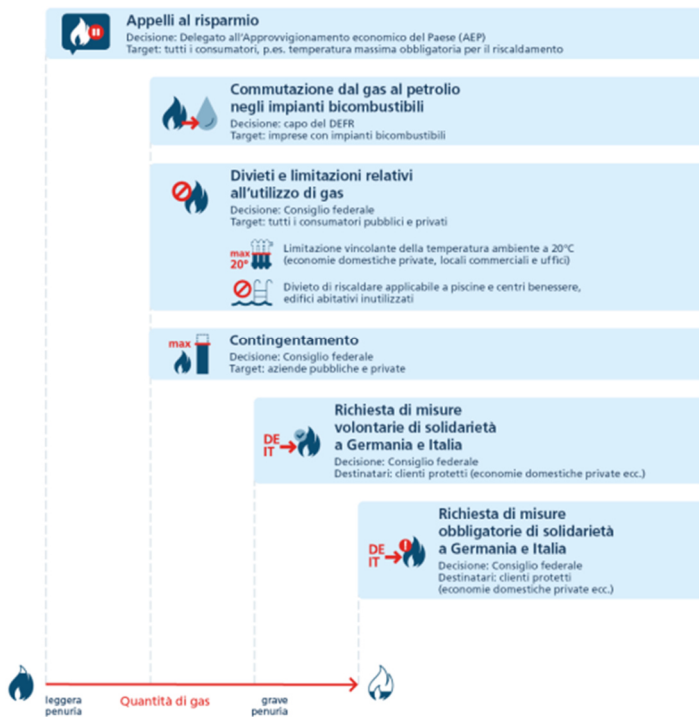 Appelli al risparmio
Decisione: Delegato all'Approvvigionamento economico del Paese (AEP)
Target: tutti i consumatori, p.es. temperatura massima obbligatoria per il riscaldamento
Commutazione dal gas al petrolio
negli impianti bicombustibili
Decisione: capo del DEFR
Target: imprese con impianti bicombustibili
Divieti e limitazioni relativi
all'utilizzo di gas
Decisione: Consiglio federale
Target: tutti i consumatori pubblici e privati
max
20°
Limitazione vincolante della temperatura ambiente a 20°C
(economie domestiche private, locali commerciali e uffici)
Divieto di riscaldare applicabile a piscine e centri benessere,
edifici abitativi inutilizzati
max
Contingentamento
Decisione: Consiglio federale
Target: aziende pubbliche e private
DE
IT
Richiesta di misure
volontarie di solidarietà
a Germania e Italia
Decisione: Consiglio federale
Destinatari: clienti protetti (economie domestiche private ecc.)
DE
IT
Richiesta di misure
obbligatorie di solidarietà
a Germania e Italia
Decisione: Consiglio federale
Destinatari: clienti protetti
(economie domestiche private ecc.)
leggera
penuria
Quantità di gas
grave
penuria